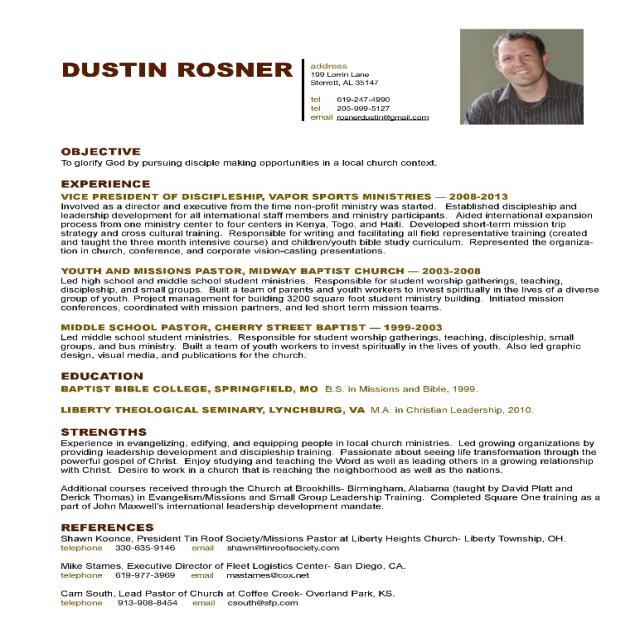 DUSTIN ROSNER
address
199 Lorrin Lane
Sterrett, AL 35147
tel 619-247-4990
tel 205-999-5127
email rosnerdustin@gmail.com
OBJECTIVE
To glorify God by pursuing disciple making opportunities in a local church context.
EXPERIENCE
VICE PRESIDENT OF DISCIPLESHIP, VAPOR SPORTS MINISTRIES — 2008-2013
Involved as a director and executive from the time non-profit ministry was started. Established discipleship and
leadership development for all international staff members and ministry participants. Aided international expansion
process from one ministry center to four centers in Kenya, Togo, and Haiti. Developed short-term mission trip
strategy and cross cultural training. Responsible for writing and facilitating all field representative training (created
and taught the three month intensive course) and children/youth bible study curriculum. Represented the organiza-
tion in church, conference, and corporate vision-casting presentations.
YOUTH AND MISSIONS PASTOR, MIDWAY BAPTIST CHURCH — 2003-2008
Led high school and middle school student ministries. Responsible for student worship gatherings, teaching,
discipleship, and small groups. Built a team of parents and youth workers to invest spiritually in the lives of a diverse
group of youth. Project management for building 3200 square foot student ministry building. Initiated mission
conferences, coordinated with mission partners, and led short term mission teams.
MIDDLE SCHOOL PASTOR, CHERRY STREET BAPTIST — 1999-2003
Led middle school student ministries. Responsible for student worship gatherings, teaching, discipleship, small
groups, and bus ministry. Built a team of youth workers to invest spiritually in the lives of youth. Also led graphic
design, visual media, and publications for the church.
EDUCATION
BAPTIST BIBLE COLLEGE, SPRINGFIELD, MO B.S. in Missions and Bible, 1999.
LIBERTY THEOLOGICAL SEMINARY, LYNCHBURG, VA M.A. in Christian Leadership, 2010.
STRENGTHS
Experience in evangelizing, edifying, and equipping people in local church ministries. Led growing organizations by
providing leadership development and discipleship training. Passionate about seeing life transformation through the
powerful gospel of Christ. Enjoy studying and teaching the Word as well as leading others in a growing relationship
with Christ. Desire to work in a church that is reaching the neighborhood as well as the nations.
Additional courses received through the Church at Brookhills- Birmingham, Alabama (taught by David Platt and
Derick Thomas) in Evangelism/Missions and Small Group Leadership Training. Completed Square One training as a
part of John Maxwell's international leadership development mandate.
REFERENCES
Shawn Koonce, President Tin Roof Society/Missions Pastor at Liberty Heights Church- Liberty Township, OH.
telephone 330-635-9146 email shawn@tinroofsociety.com
Mike Stames, Executive Director of Fleet Logistics Center- San Diego, CA.
telephone 619-977-3969 email mastames@cox.net
Cam South, Lead Pastor of Church at Coffee Creek- Overland Park, KS.
telephone 913-908-8454 email csouth@sfp.com